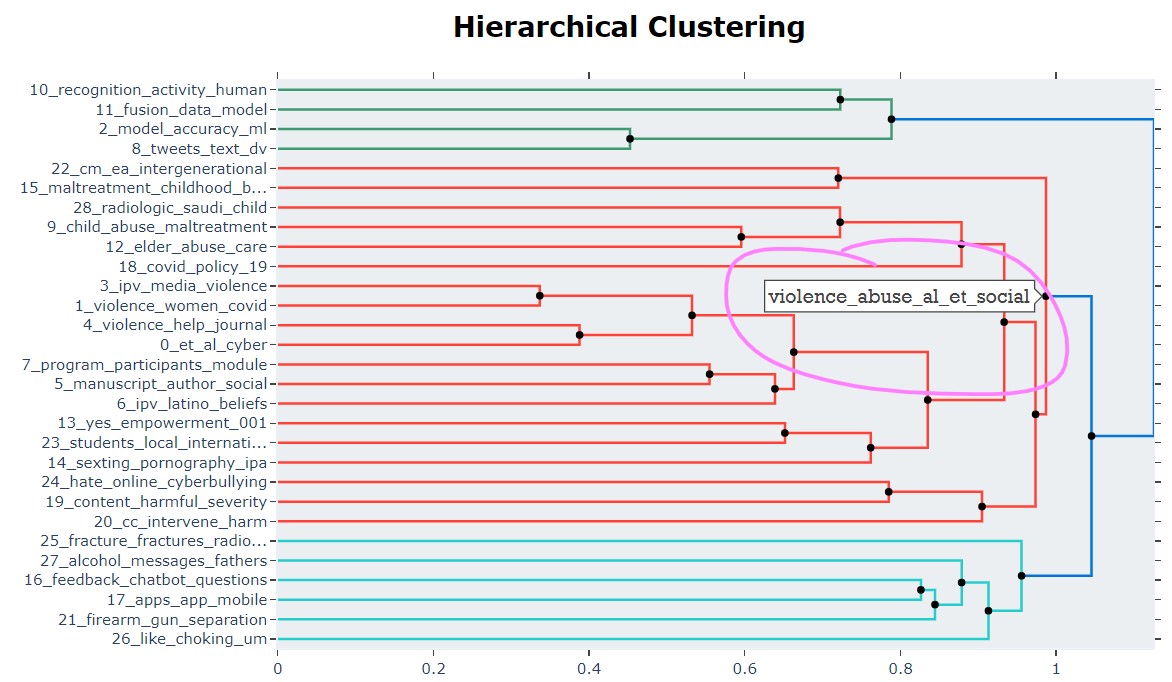 Hierarchical Clustering
10_recognition_activity_human
11_fusion_data_model
2_model_accuracy_ml
8_tweets_text_dv
22_cm_ea_intergenerational
15_maltreatment_childhood_b...
28_radiologic_saudi_child
9_child_abuse_maltreatment
12_elder_abuse_care
18_covid_policy_19
3_ipv_media_violence
violence_abuse_al_et_social
1_violence_women_covid
4_violence_help_journal
0_et_al_cyber
7_program_participants_module
5_manuscript_author_social
6_ipv_latino_beliefs
13_yes_empowerment_001
23_students_local_internati...
14_sexting_pornography_ipa
24_hate_online_cyberbullying
19_content_harmful_severity
20_cc_intervene_harm
25_fracture_fractures_radio...
27_alcohol_messages_fathers
16_feedback_chatbot_questions
17_apps_app_mobile
21_firearm_gun_separation
26_like_choking_um
0 0.2 0.4 0.6 0.8 1